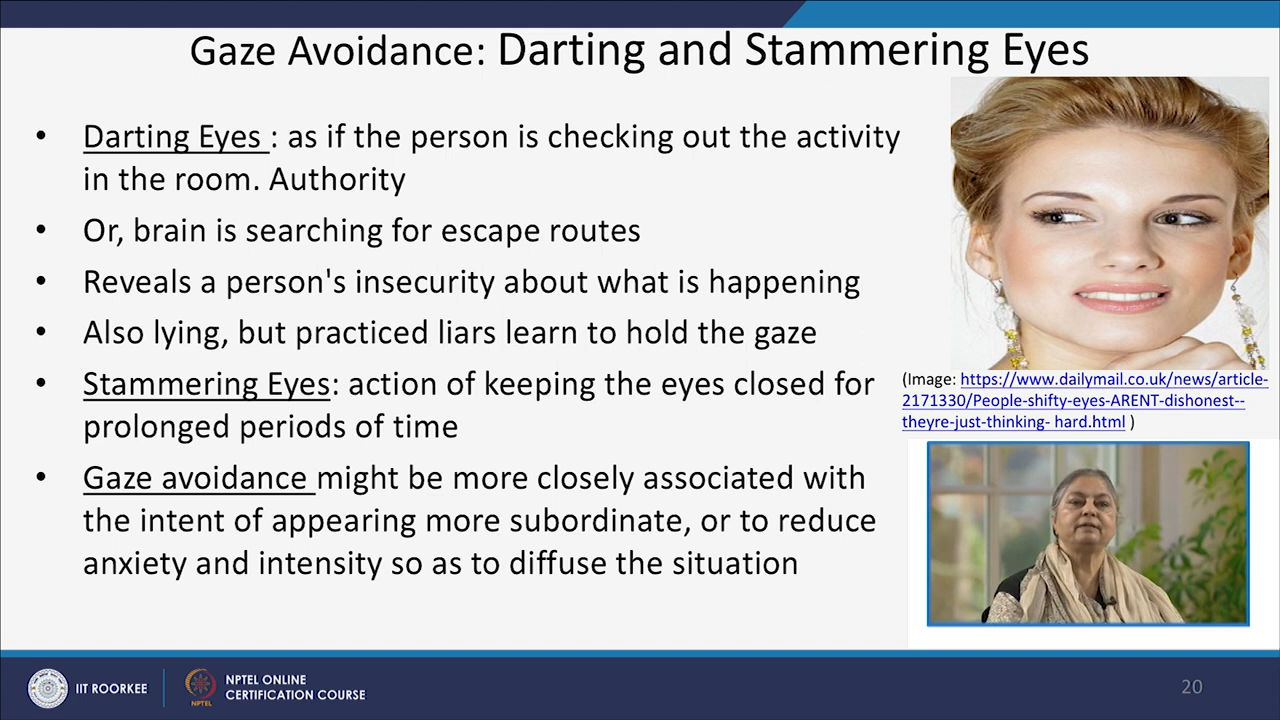 Gaze Avoidance: Darting and Stammering Eyes
• Darting Eyes : as if the person is checking out the activity
in the room. Authority
• Or, brain is searching for escape routes
• Reveals a person's insecurity about what is happening
• Also lying, but practiced liars learn to hold the gaze
• Stammering Eyes: action of keeping the eyes closed for
prolonged periods of time
• Gaze avoidance might be more closely associated with
the intent of appearing more subordinate, or to reduce
anxiety and intensity so as to diffuse the situation
(Image: https://www.dailymail.co.uk/news/article-
2171330/People-shifty-eyes-ARENT-dishonest--
theyre-just-thinking- hard.html )
IIT ROORKEE
NPTEL
NPTEL ONLINE
CERTIFICATION COURSE
20